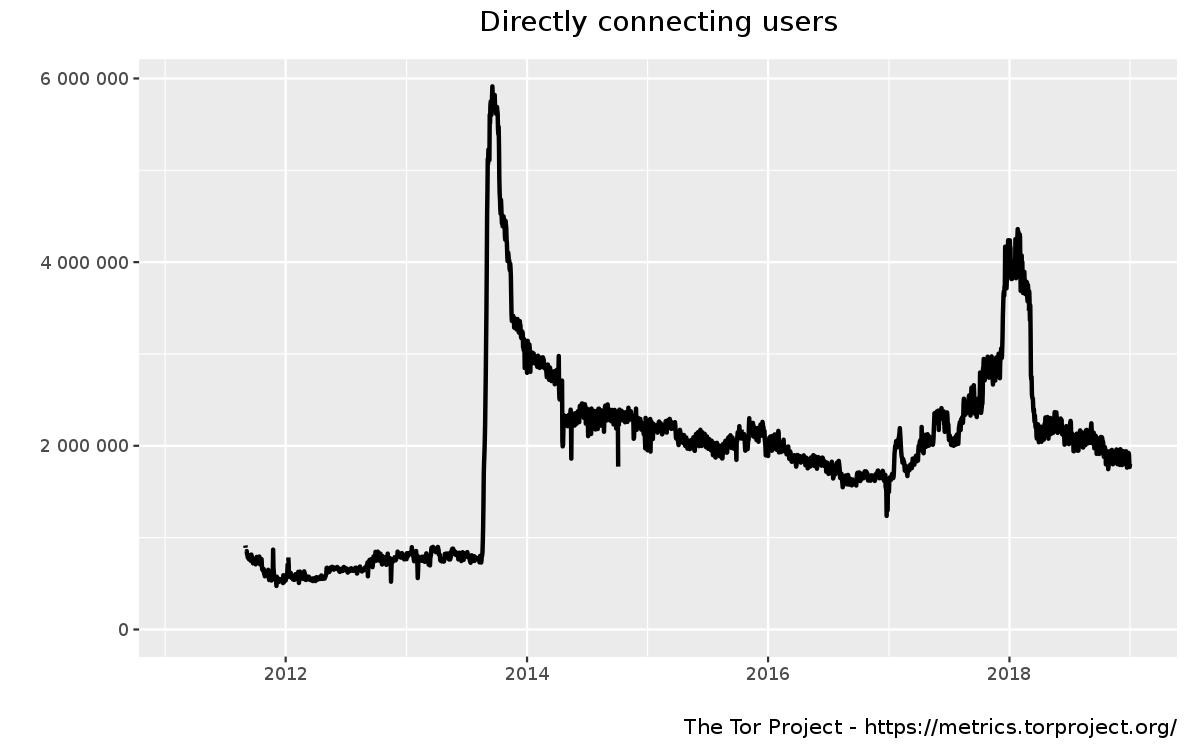 Directly connecting users
6 000 000
4 000 000
2 000 000
0
2012 2014 2016 2018
The Tor Project - https://metrics.torproject.org/